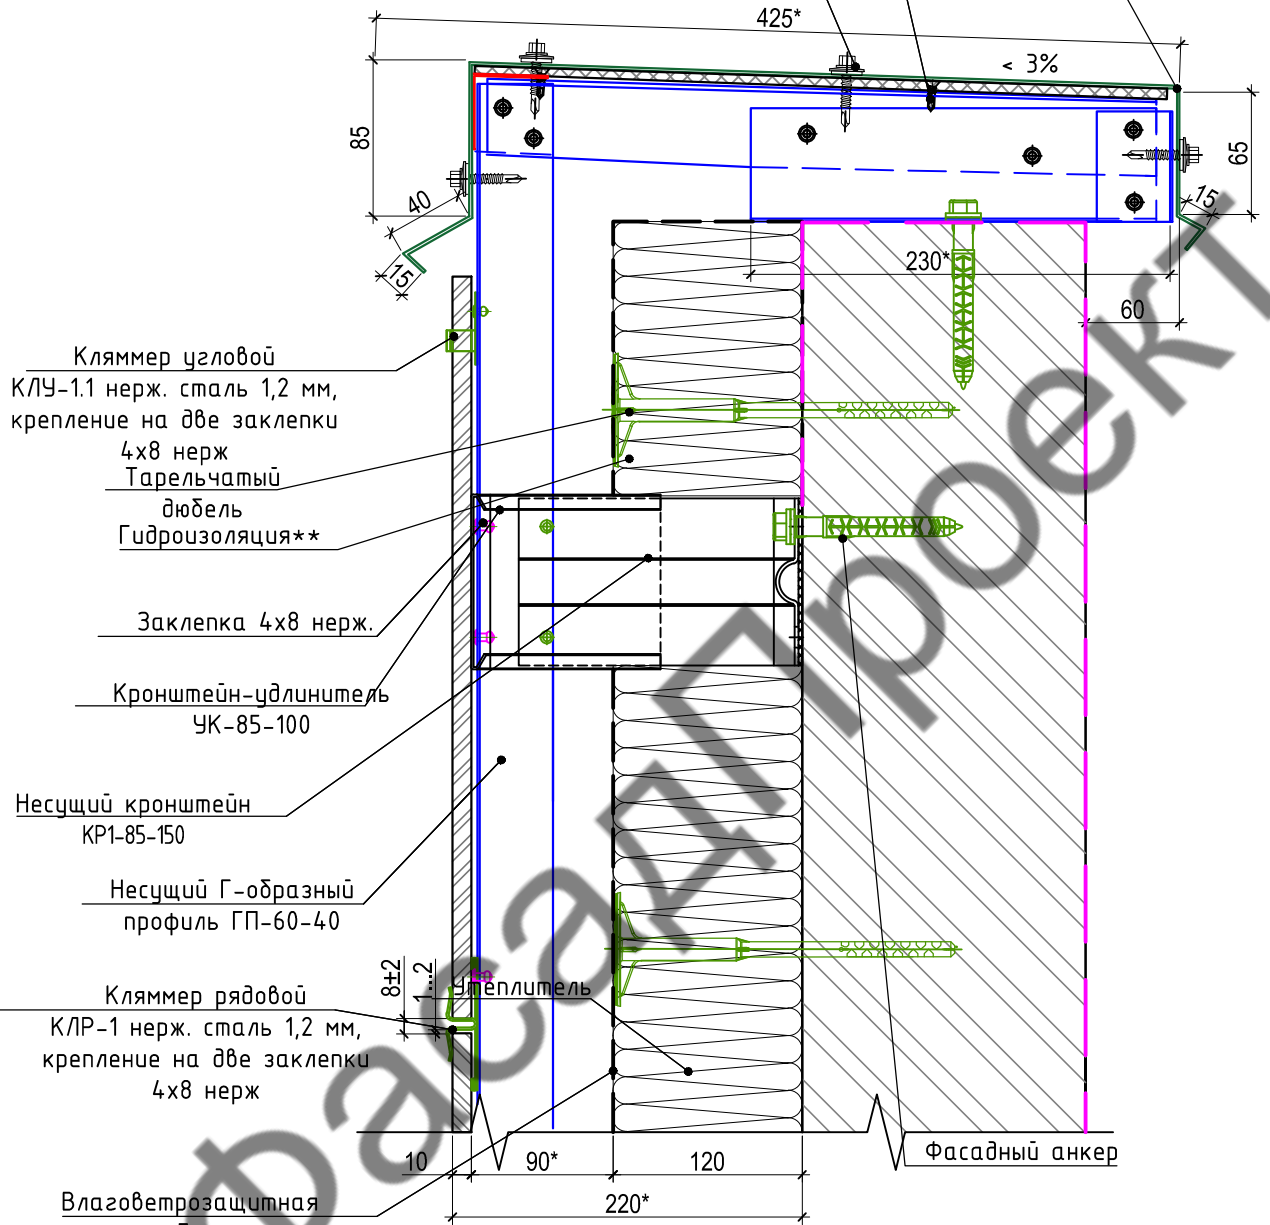 425*
< 3%
85
65
40
15
15
230*
60
Кляммер угловой
КЛУ-1.1 нерж. сталь 1,2 мм,
крепление на две заклепки
4х8 нерж
Тарельчатый
дюбель
Гидроизоляция**
Заклепка 4х8 нерж.
Кронштейн-удлинитель
УК-85-100
Несущий кронштейн
КР1-85-150
Несущий Г-образный
профиль ГП-60-40
8±2
1...2
Утеплитель
Кляммер рядовой
КЛР-1 нерж. сталь 1,2 мм,
крепление на две заклепки
4х8 нерж
Фасадный анкер
10
90*
120
Влаговетрозащитная
220*
ФасадПроект